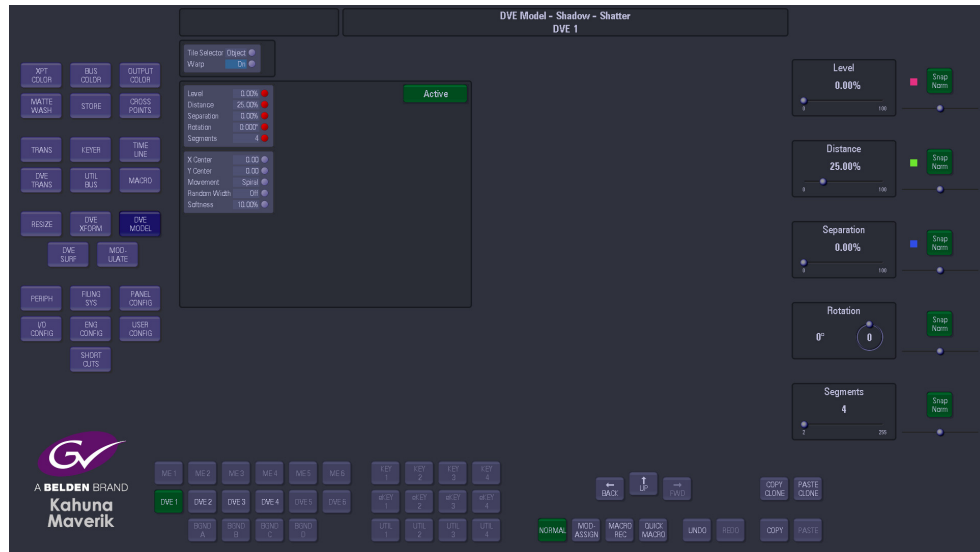 DVE Model - Shadow - Shatter
DVE 1
Tile Selector Object
Warp On
XPT COLOR
BUS COLOR
OUTPUT COLOR
MATTE WASH
STORE
CROSS POINTS
TRANS
KEYER
TIME LINE
DVE TRANS
UTIL BUS
MACRO
RESIZE
DVE XFORM
DVE MODEL
DVE SURF
MOD-ULATE
PERIPH
FILING SYS
PANEL CONFIG
I/O CONFIG
ENG CONFIG
USER CONFIG
SHORT CUTS
Level 0.00%
Distance 25.00%
Separation 0.00%
Rotation 0.000°
Segments 4
Active
X Center 0.00
Y Center 0.00
Movement Spiral
Random Width Off
Softness 10.00%
Level
0.00%
0 100
Snap Norm
Distance
25.00%
0 100
Snap Norm
Separation
0.00%
0 100
Snap Norm
Rotation
0° 0
Snap Norm
Segments
4
2 255
Snap Norm
GV
A BELDEN BRAND
Kahuna
Maverik
ME 1 ME 2 ME 3 ME 4 ME 5 ME 6
DVE 1 DVE 2 DVE 3 DVE 4 DVE 5 DVE 6
BGND A BGND B BGND C BGND D
KEY 1 KEY 2 KEY 3 KEY 4
UTIL 1 UTIL 2 UTIL 3 UTIL 4
BACK UP FWD
COPY CLONE PASTE CLONE
NORMAL MOD-ASSIGN MACRO REC QUICK MACRO UNDO REDO COPY PASTE